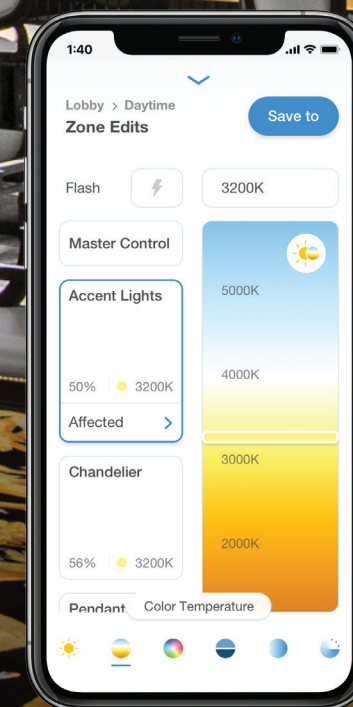 1:40
Lobby > Daytime
Zone Edits
Save to
Flash
3200K
Master Control
Accent Lights
50% 3200K
Affected >
5000K
4000K
3000K
2000K
Chandelier
56% 3200K
Pendant
Color Temperature